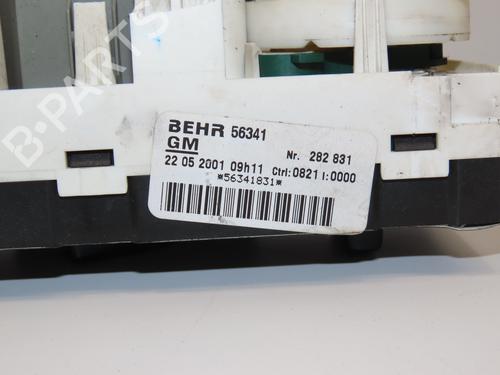 BEHR 56341
GM Nr. 282 831
22 05 2001 09h11 Ctrl:0821 I:0000
*56341831*
B-PARTS